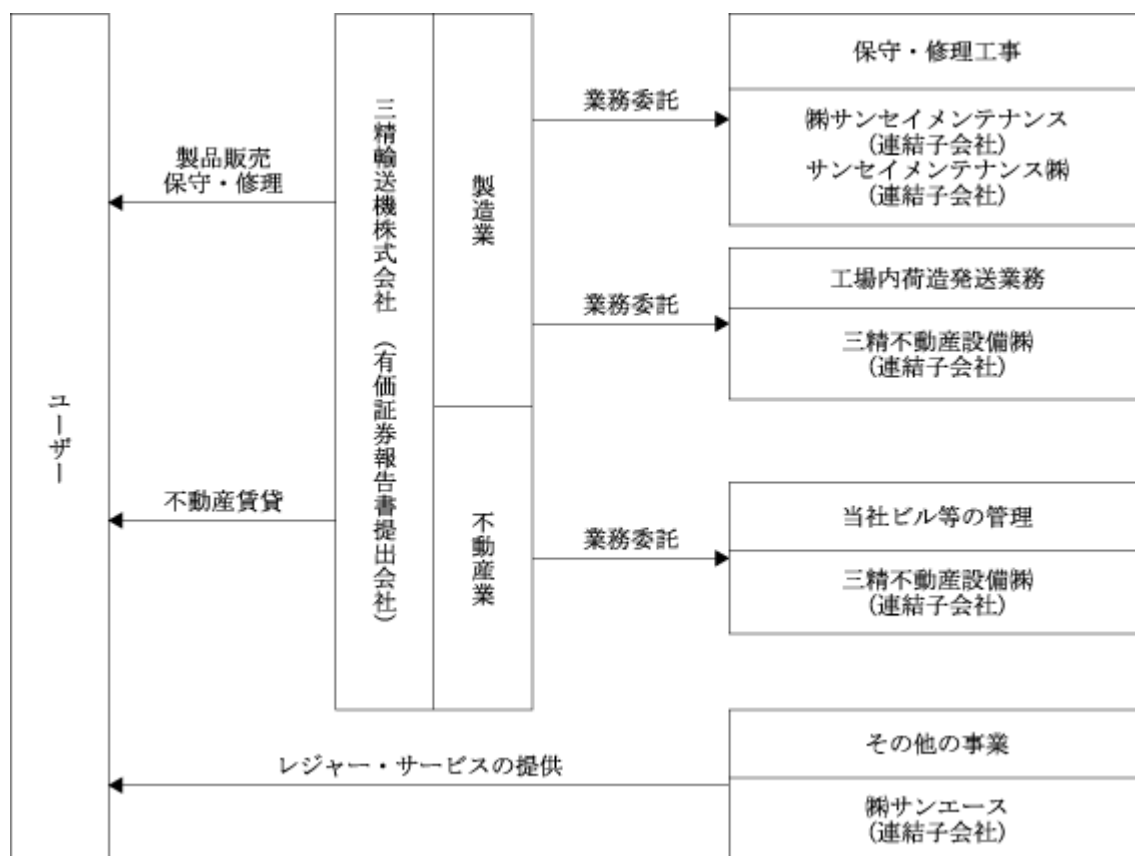 ユーザー
製品販売
保守・修理
不動産賃貸
三精輸送機株式会社（有価証券報告書提出会社）
製造業
不動産業
業務委託
保守・修理工事
㈱サンセイメンテナンス
(連結子会社)
サンセイメンテナンス㈱
(連結子会社)
業務委託
工場内荷造発送業務
三精不動産設備㈱
(連結子会社)
業務委託
当社ビル等の管理
三精不動産設備㈱
(連結子会社)
レジャー・サービスの提供
その他の事業
㈱サンエース
(連結子会社)